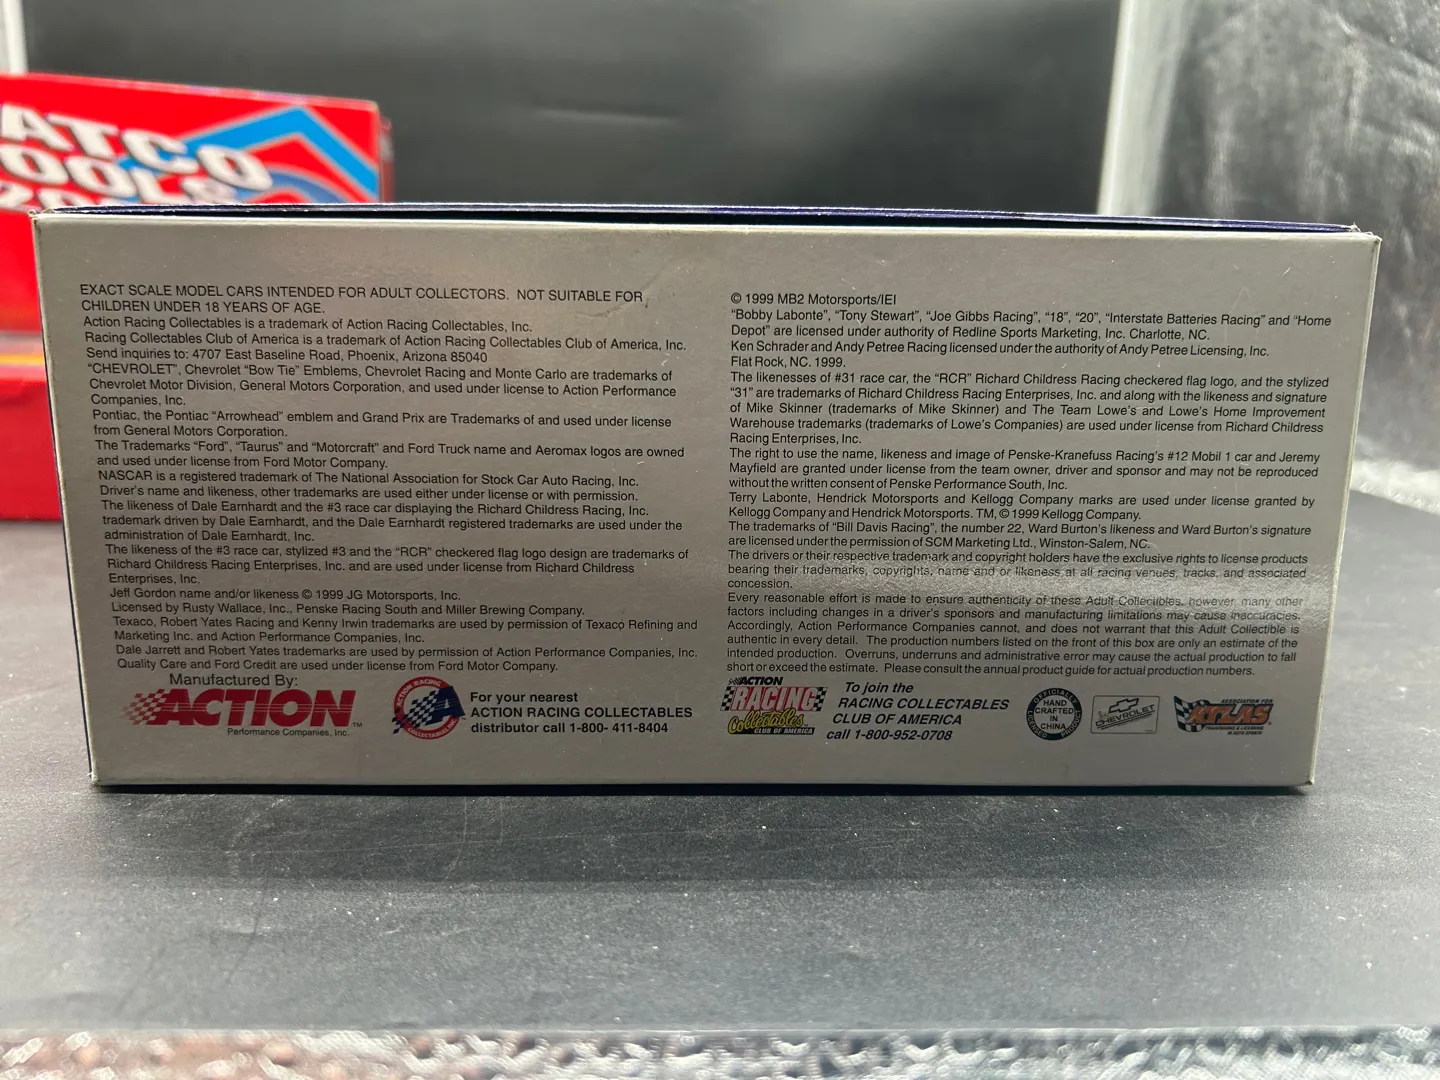 ATCO
OOLS
EXACT SCALE MODEL CARS INTENDED FOR ADULT COLLECTORS. NOT SUITABLE FOR
CHILDREN UNDER 18 YEARS OF AGE.
Action Racing Collectables is a trademark of Action Racing Collectables, Inc.
Racing Collectables Club of America is a trademark of Action Racing Collectables Club of America, Inc.
Send inquiries to: 4707 East Baseline Road, Phoenix, Arizona 85040
“CHEVROLET”, Chevrolet “Bow Tie” Emblems, Chevrolet Racing and Monte Carlo are trademarks of
Chevrolet Motor Division, General Motors Corporation, and used under license to Action Performance
Companies, Inc.
Pontiac, the Pontiac “Arrowhead” emblem and Grand Prix are Trademarks of and used under license
from General Motors Corporation.
The Trademarks “Ford”, “Taurus” and “Motorcraft” and Ford Truck name and Aeromax logos are owned
and used under license from Ford Motor Company.
NASCAR is a registered trademark of The National Association for Stock Car Auto Racing, Inc.
Driver's name and likeness, other trademarks are used either under license or with permission.
The likeness of Dale Earnhardt and the #3 race car displaying the Richard Childress Racing, Inc.
trademark driven by Dale Earnhardt, and the Dale Earnhardt registered trademarks are used under the
administration of Dale Earnhardt, Inc.
The likeness of the #3 race car, stylized #3 and the “RCR” checkered flag logo design are trademarks of
Richard Childress Racing Enterprises, Inc. and are used under license from Richard Childress
Enterprises, Inc.
Jeff Gordon name and/or likeness © 1999 JG Motorsports, Inc.
Licensed by Rusty Wallace, Inc., Penske Racing South and Miller Brewing Company.
Texaco, Robert Yates Racing and Kenny Irwin trademarks are used by permission of Texaco Refining and
Marketing Inc. and Action Performance Companies, Inc.
Dale Jarrett and Robert Yates trademarks are used by permission of Action Performance Companies, Inc.
Quality Care and Ford Credit are used under license from Ford Motor Company.
Manufactured By:
ACTION™
Performance Companies, Inc.
ACTION RACING
COLLECTABLES, INC.
For your nearest
ACTION RACING COLLECTABLES
distributor call 1-800- 411-8404
© 1999 MB2 Motorsports/IEI
“Bobby Labonte”, “Tony Stewart”, “Joe Gibbs Racing”, “18”, “20”, “Interstate Batteries Racing” and “Home
Depot” are licensed under authority of Redline Sports Marketing, Inc. Charlotte, NC.
Ken Schrader and Andy Petree Racing licensed under the authority of Andy Petree Licensing, Inc.
Flat Rock, NC. 1999.
The likenesses of #31 race car, the “RCR” Richard Childress Racing checkered flag logo, and the stylized
“31” are trademarks of Richard Childress Racing Enterprises, Inc. and along with the likeness and signature
of Mike Skinner (trademarks of Mike Skinner) and The Team Lowe's and Lowe's Home Improvement
Warehouse trademarks (trademarks of Lowe's Companies) are used under license from Richard Childress
Racing Enterprises, Inc.
The right to use the name, likeness and image of Penske-Kranefuss Racing's #12 Mobil 1 car and Jeremy
Mayfield are granted under license from the team owner, driver and sponsor and may not be reproduced
without the written consent of Penske Performance South, Inc.
Terry Labonte, Hendrick Motorsports and Kellogg Company marks are used under license granted by
Kellogg Company and Hendrick Motorsports. TM, © 1999 Kellogg Company.
The trademarks of “Bill Davis Racing”, the number 22, Ward Burton's likeness and Ward Burton's signature
are licensed under the permission of SCM Marketing Ltd., Winston-Salem, NC.
The drivers or their respective trademark and copyright holders have the exclusive rights to license products
bearing their trademarks, copyrights, name and or likeness at all racing venues, tracks, and associated
concession.
Every reasonable effort is made to ensure authenticity of these Adult Collectibles, however, many other
factors including changes in a driver's sponsors and manufacturing limitations may cause inaccuracies.
Accordingly, Action Performance Companies cannot, and does not warrant that this Adult Collectible is
authentic in every detail. The production numbers listed on the front of this box are only an estimate of the
intended production. Overruns, underruns and administrative error may cause the actual production to fall
short or exceed the estimate. Please consult the annual product guide for actual production numbers.
ACTION
RACING
Collectables
CLUB OF AMERICA
To join the
RACING COLLECTABLES
CLUB OF AMERICA
call 1-800-952-0708
OFFICIALLY LICENSED PRODUCT
HAND
CRAFTED
IN
CHINA
CHEVROLET
ASSOCIATION FOR
ATLAS
TRADEMARKS & LICENSING
IN AUTO SPORTS